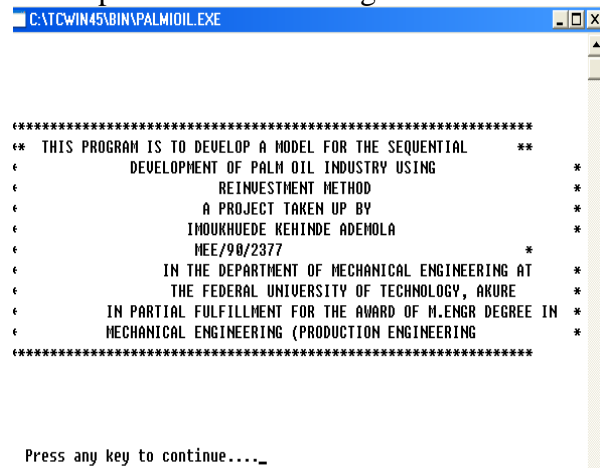 C:\TCWIN45\BIN\PALMIOIL.EXE
************************************************************************
** THIS PROGRAM IS TO DEVELOP A MODEL FOR THE SEQUENTIAL **
* DEVELOPMENT OF PALM OIL INDUSTRY USING *
* REINVESTMENT METHOD *
* A PROJECT TAKEN UP BY *
* IMOUKHUEDE KEHINDE ADEMOLA *
* MEE/90/2377 *
* IN THE DEPARTMENT OF MECHANICAL ENGINEERING AT *
* THE FEDERAL UNIVERSITY OF TECHNOLOGY, AKURE *
* IN PARTIAL FULFILLMENT FOR THE AWARD OF M.ENGR DEGREE IN *
* MECHANICAL ENGINEERING (PRODUCTION ENGINEERING *
************************************************************************
Press any key to continue...._